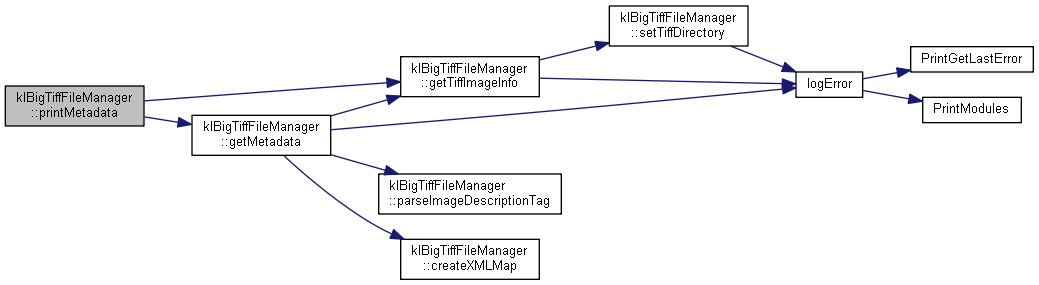 klBigTiffFileManager
::printMetadata
klBigTiffFileManager
::getMetadata
klBigTiffFileManager
::getTiffImageInfo
klBigTiffFileManager
::setTiffDirectory
logError
PrintGetLastError
PrintModules
klBigTiffFileManager
::parseImageDescriptionTag
klBigTiffFileManager
::createXMLMap